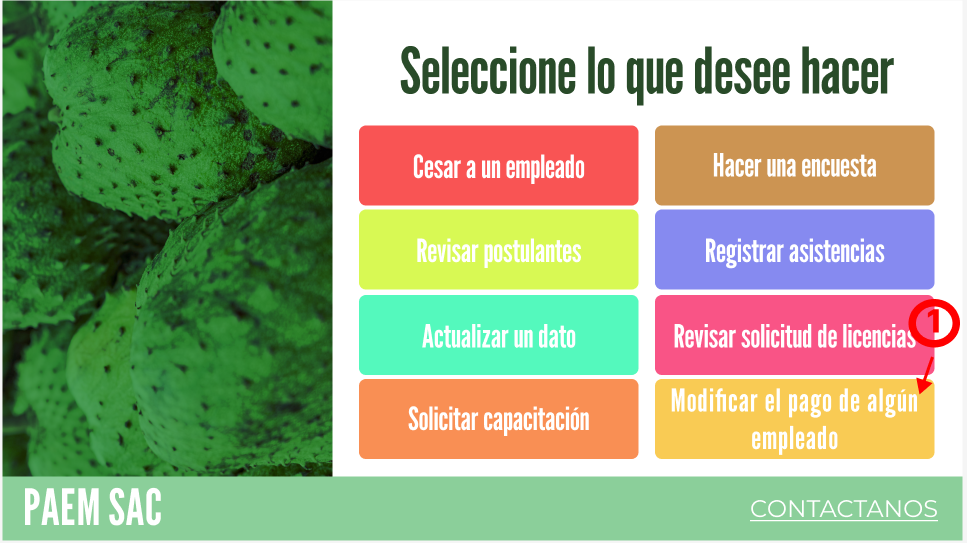 Seleccione lo que desee hacer
Cesar a un empleado
Hacer una encuesta
Revisar postulantes
Registrar asistencias
Actualizar un dato
Revisar solicitud de licencias
1
Solicitar capacitación
Modificar el pago de algún
empleado
PAEM SAC
CONTACTANOS